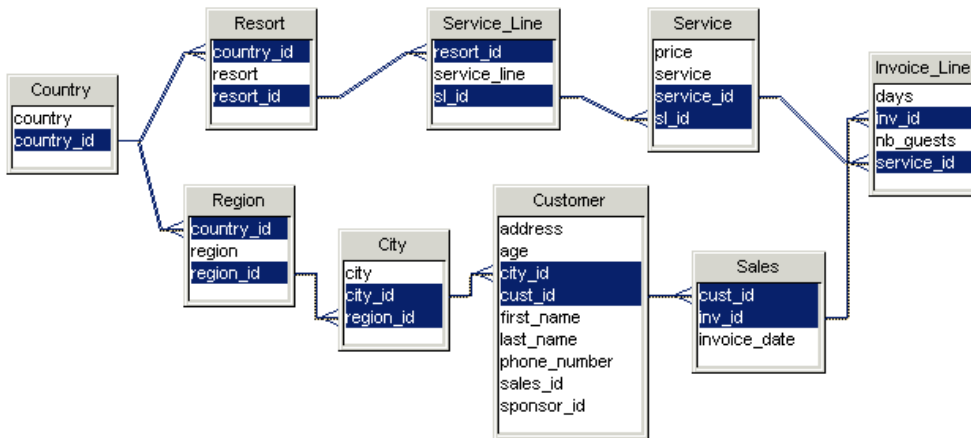 Country
country
country_id
Resort
country_id
resort
resort_id
Service_Line
resort_id
service_line
sl_id
Service
price
service
service_id
sl_id
Invoice_Line
days
inv_id
nb_guests
service_id
Region
country_id
region
region_id
City
city
city_id
region_id
Customer
address
age
city_id
cust_id
first_name
last_name
phone_number
sales_id
sponsor_id
Sales
cust_id
inv_id
invoice_date